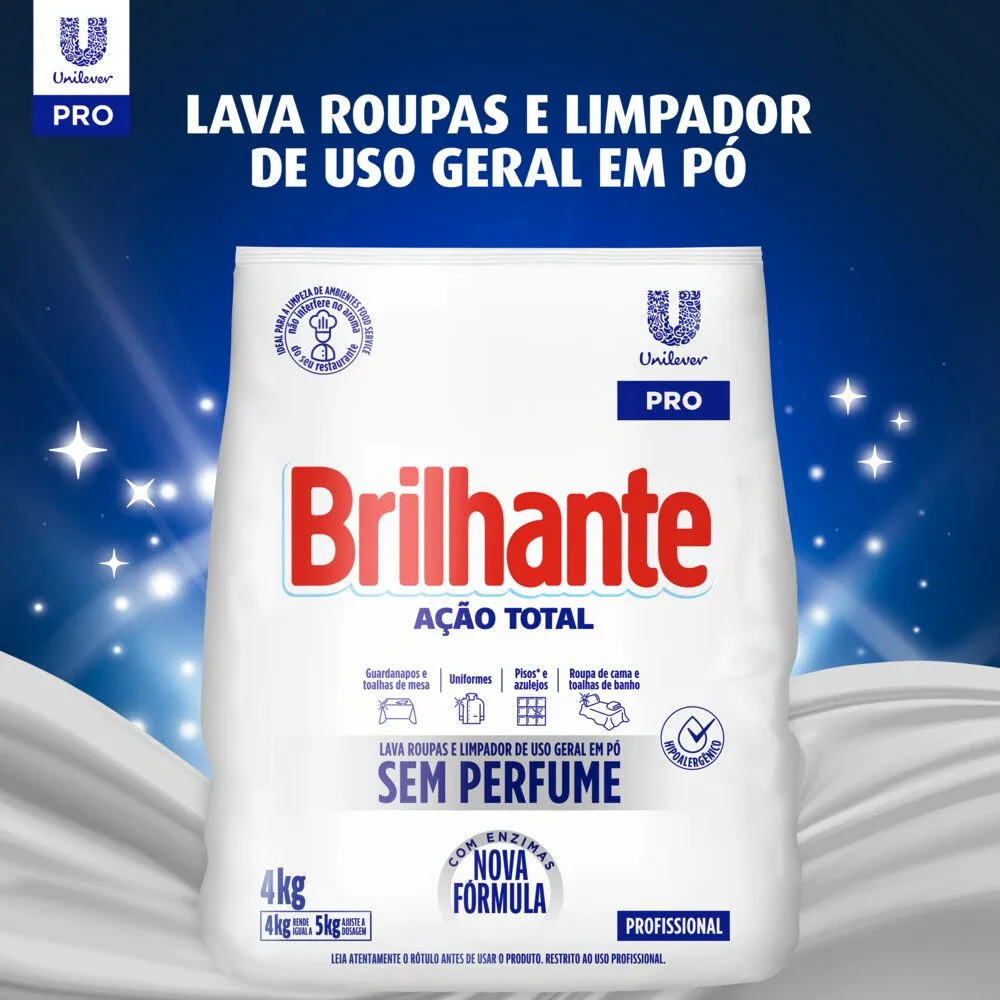 Unilever
PRO
LAVA ROUPAS E LIMPADOR
DE USO GERAL EM PÓ
IDEAL PARA A LIMPEZA DE AMBIENTES FOOD SERVICE
não interfere no aroma
do seu restaurante
Unilever
PRO
Brilhante
AÇÃO TOTAL
Guardanapos e
toalhas de mesa
Uniformes
Pisos* e
azulejos
Roupa de cama e
toalhas de banho
HIPOALERGÊNICO
LAVA ROUPAS E LIMPADOR DE USO GERAL EM PÓ
SEM PERFUME
COM ENZIMAS
NOVA
FÓRMULA
4kg
4kg RENDE IGUAL A 5kg AJUSTE A DOSAGEM
PROFISSIONAL
LEIA ATENTAMENTE O RÓTULO ANTES DE USAR O PRODUTO. RESTRITO AO USO PROFISSIONAL.